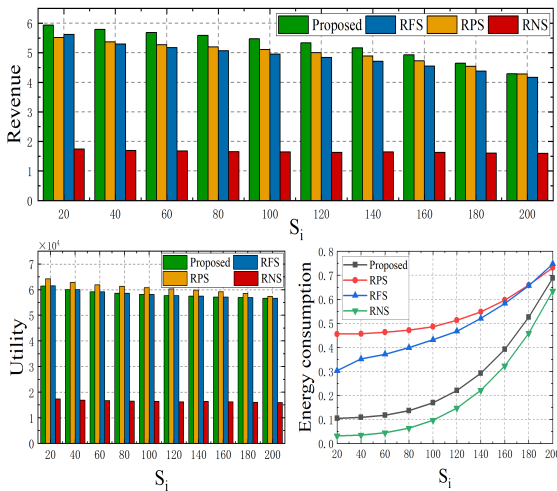 Proposed RFS
RPS RNS
Revenue
6
5
4
3
2
1
0
20 40 60 80 100 120 140 160 180 200
Si
×10⁴
Proposed RFS
RPS RNS
Utility
7
6
5
4
3
2
1
0
20 40 60 80 100 120 140 160 180 200
Si
Proposed
RPS
RFS
RNS
Energy consumption
0.8
0.7
0.6
0.5
0.4
0.3
0.2
0.1
0.0
20 40 60 80 100 120 140 160 180 200
Si